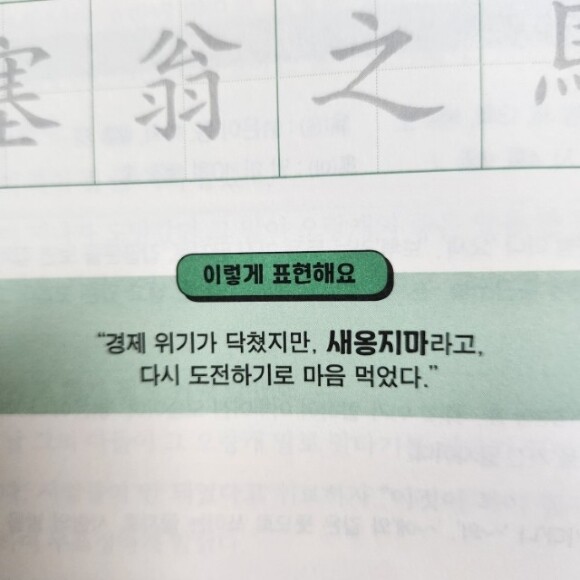 塞翁之馬
이렇게 표현해요
“경제 위기가 닥쳤지만, 새옹지마라고,
다시 도전하기로 마음 먹었다.”